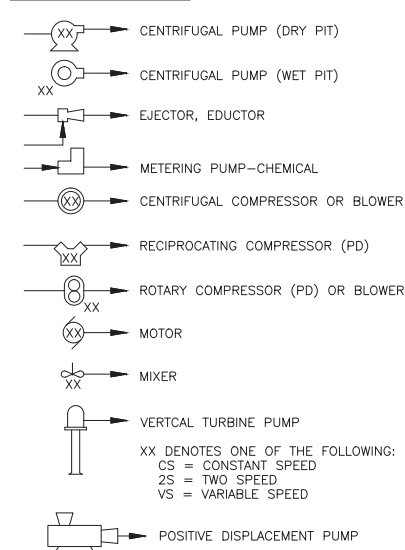 XX CENTRIFUGAL PUMP (DRY PIT)
CENTRIFUGAL PUMP (WET PIT)
XX
EJECTOR, EDUCTOR
METERING PUMP-CHEMICAL
XX CENTRIFUGAL COMPRESSOR OR BLOWER
RECIPROCATING COMPRESSOR (PD)
XX
ROTARY COMPRESSOR (PD) OR BLOWER
XX
XX MOTOR
MIXER
XX
VERTCAL TURBINE PUMP
XX DENOTES ONE OF THE FOLLOWING:
CS = CONSTANT SPEED
2S = TWO SPEED
VS = VARIABLE SPEED
POSITIVE DISPLACEMENT PUMP